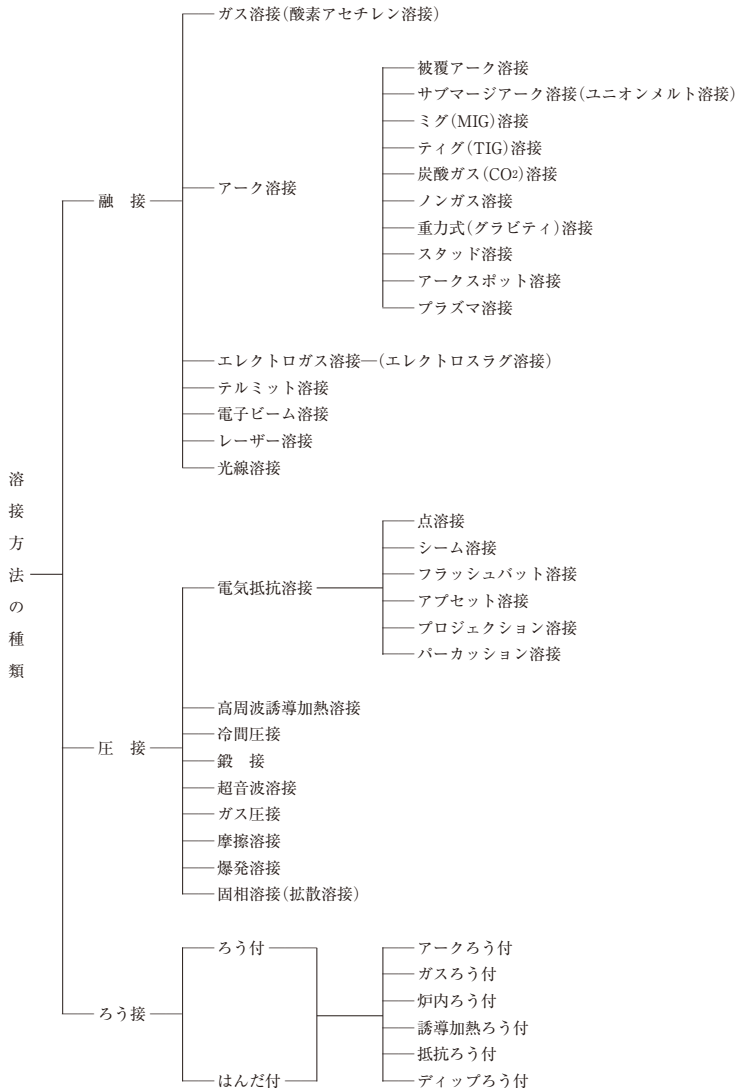 溶接方法の種類
融　接
ガス溶接(酸素アセチレン溶接)
アーク溶接
被覆アーク溶接
サブマージアーク溶接(ユニオンメルト溶接)
ミグ(MIG)溶接
ティグ(TIG)溶接
炭酸ガス(CO2)溶接
ノンガス溶接
重力式(グラビティ)溶接
スタッド溶接
アークスポット溶接
プラズマ溶接
エレクトロガス溶接―(エレクトロスラグ溶接)
テルミット溶接
電子ビーム溶接
レーザー溶接
光線溶接
圧　接
電気抵抗溶接
点溶接
シーム溶接
フラッシュバット溶接
アプセット溶接
プロジェクション溶接
パーカッション溶接
高周波誘導加熱溶接
冷間圧接
鍛　接
超音波溶接
ガス圧接
摩擦溶接
爆発溶接
固相溶接(拡散溶接)
ろう接
ろう付
はんだ付
アークろう付
ガスろう付
炉内ろう付
誘導加熱ろう付
抵抗ろう付
ディップろう付